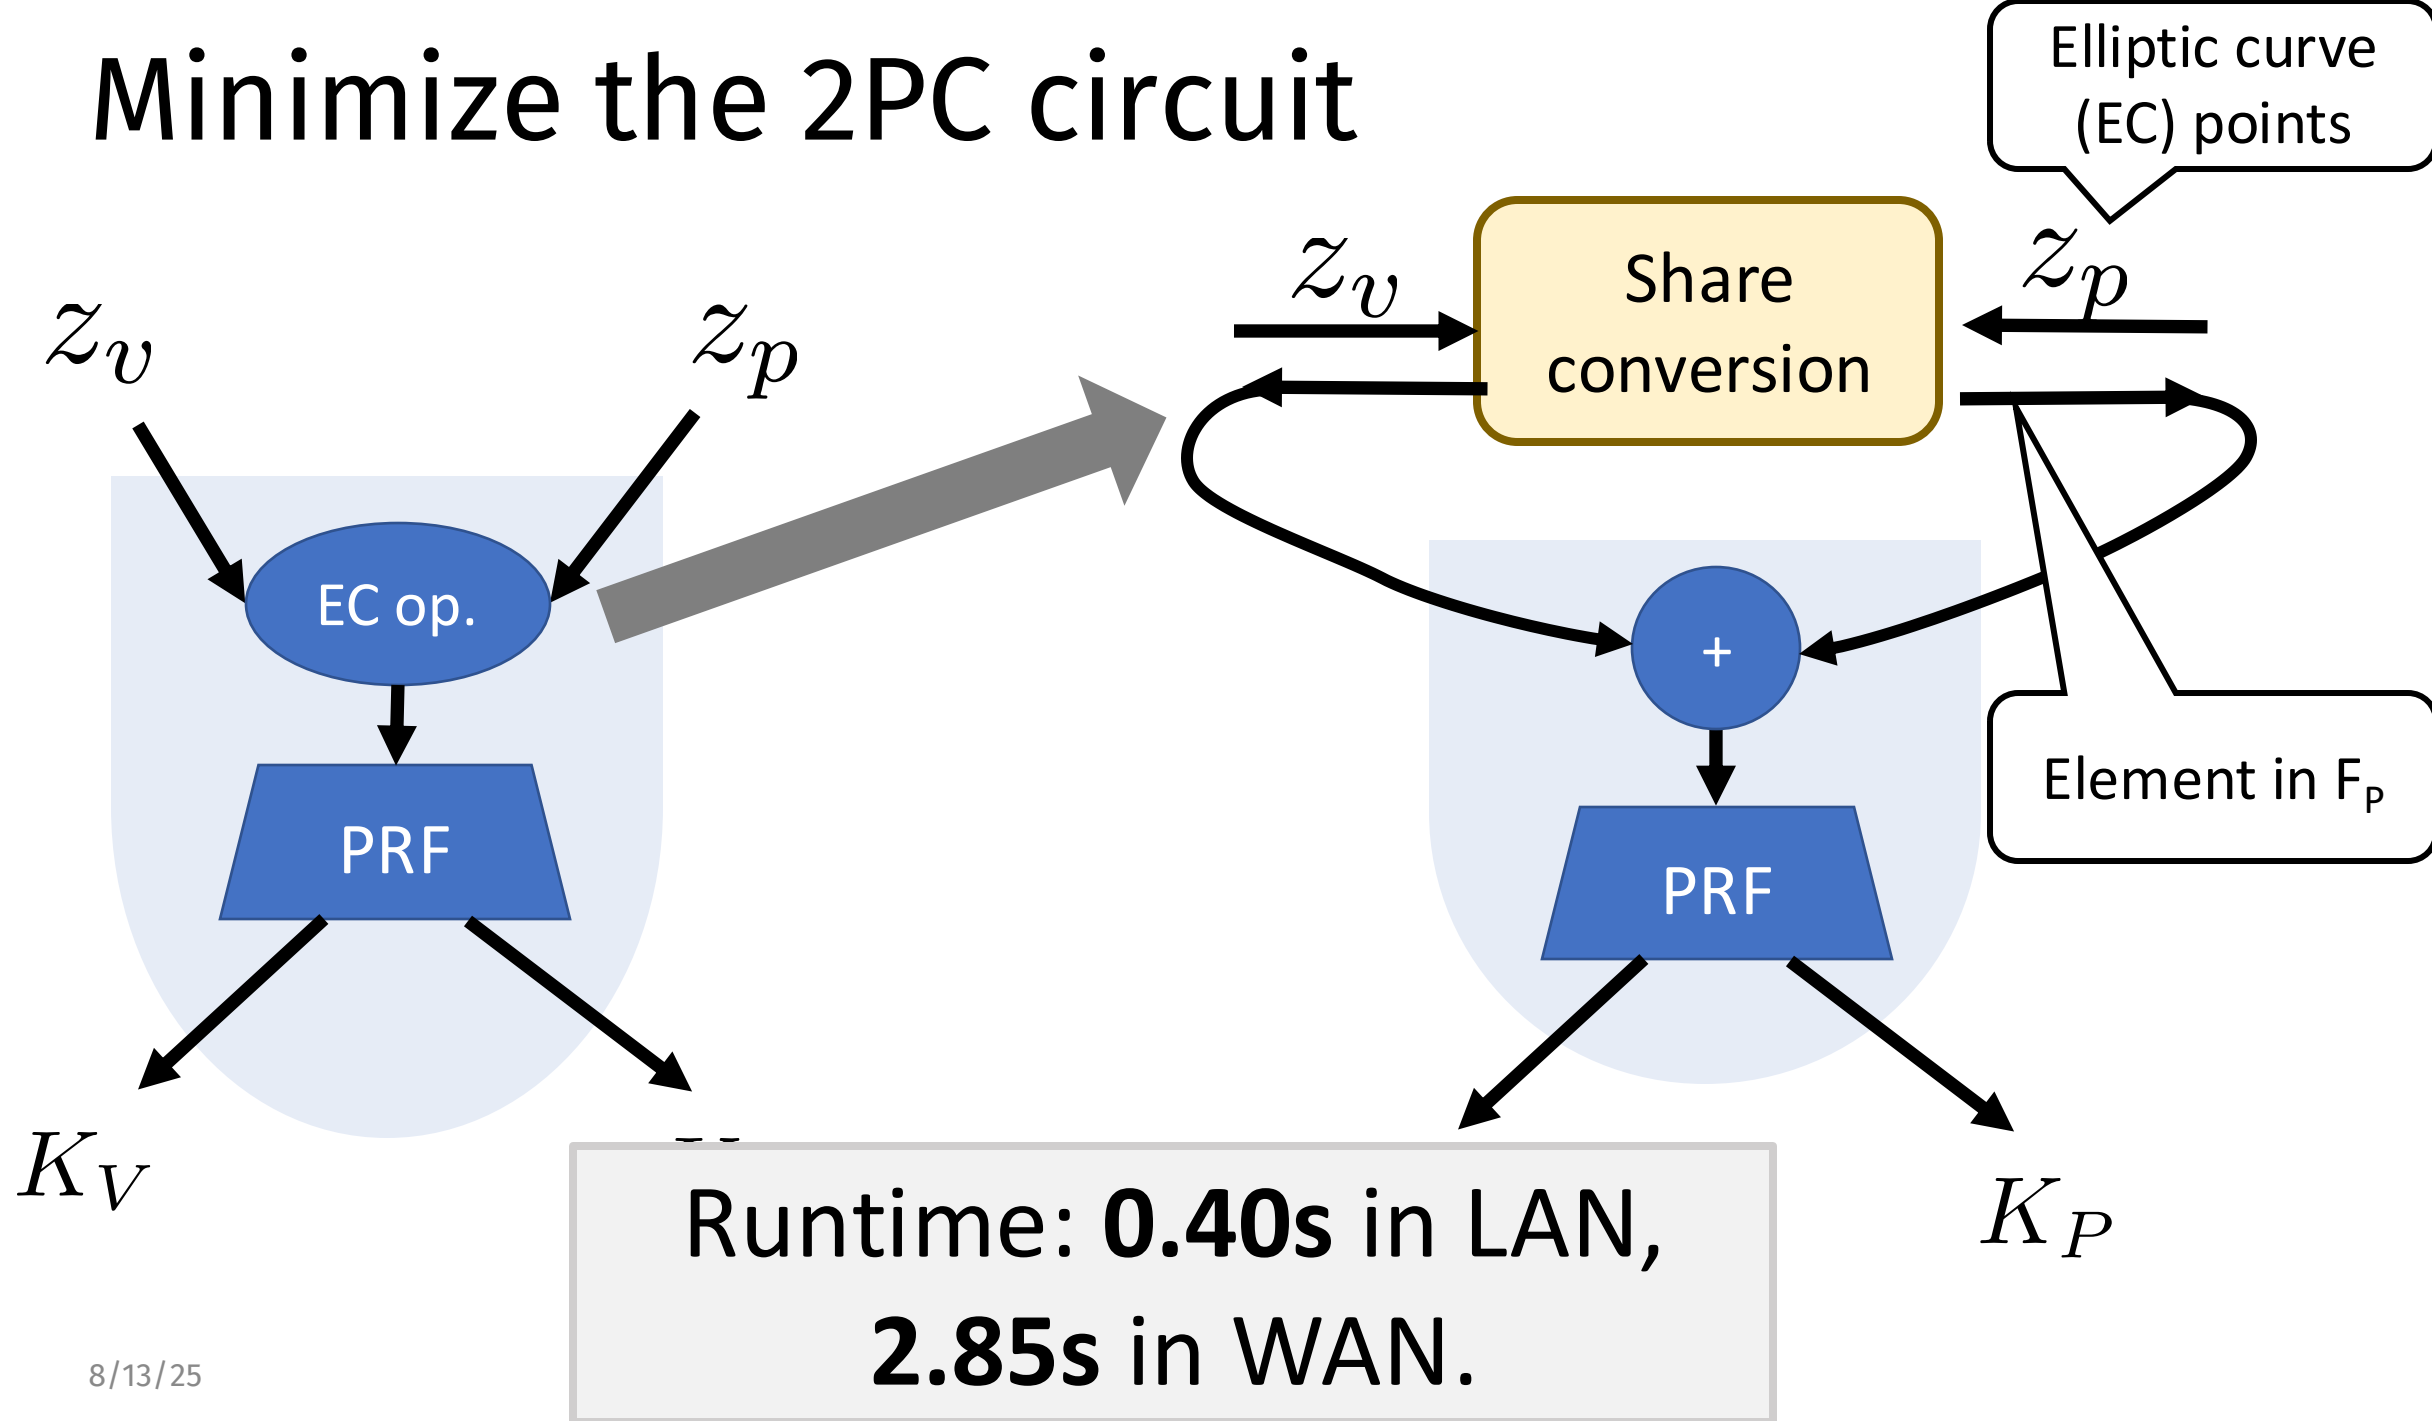 Minimize the 2PC circuit
Elliptic curve
(EC) points
z_v
z_p
z_v
Share
conversion
z_p
EC op.
PRF
+
PRF
Element in F_P
K_V
K_P
Runtime: 0.40s in LAN,
2.85s in WAN.
8/13/25